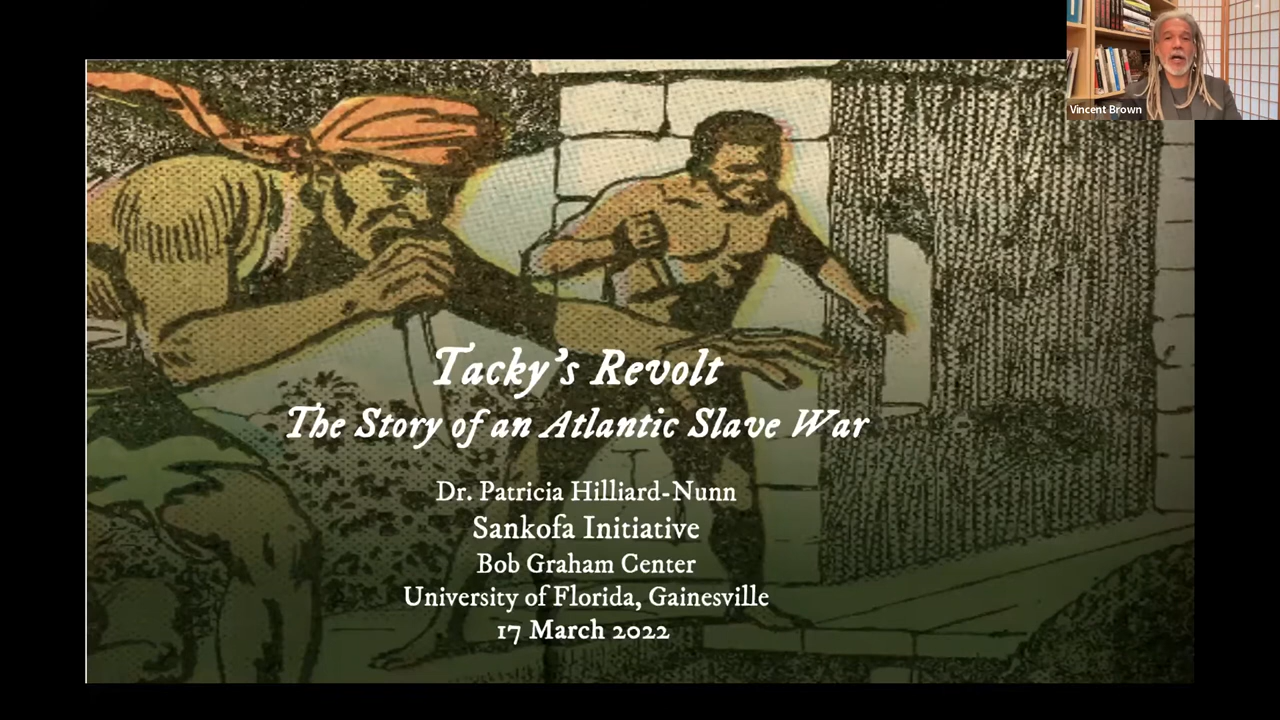 Vincent Brown
Tacky's Revolt
The Story of an Atlantic Slave War
Dr. Patricia Hilliard-Nunn
Sankofa Initiative
Bob Graham Center
University of Florida, Gainesville
17 March 2022